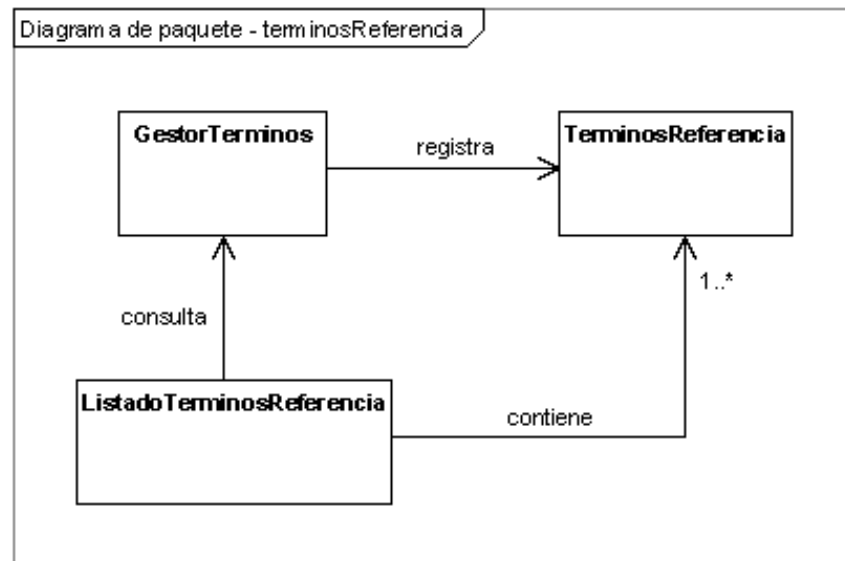 Diagrama de paquete - terminosReferencia
GestorTerminos
registra
TerminosReferencia
1..*
consulta
ListadoTerminosReferencia
contiene